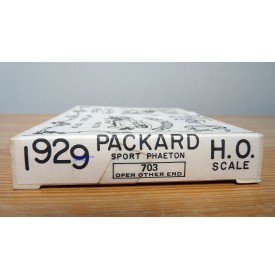 1929 PACKARD H.O.
SPORT PHAETON SCALE
703
OPEN OTHER END